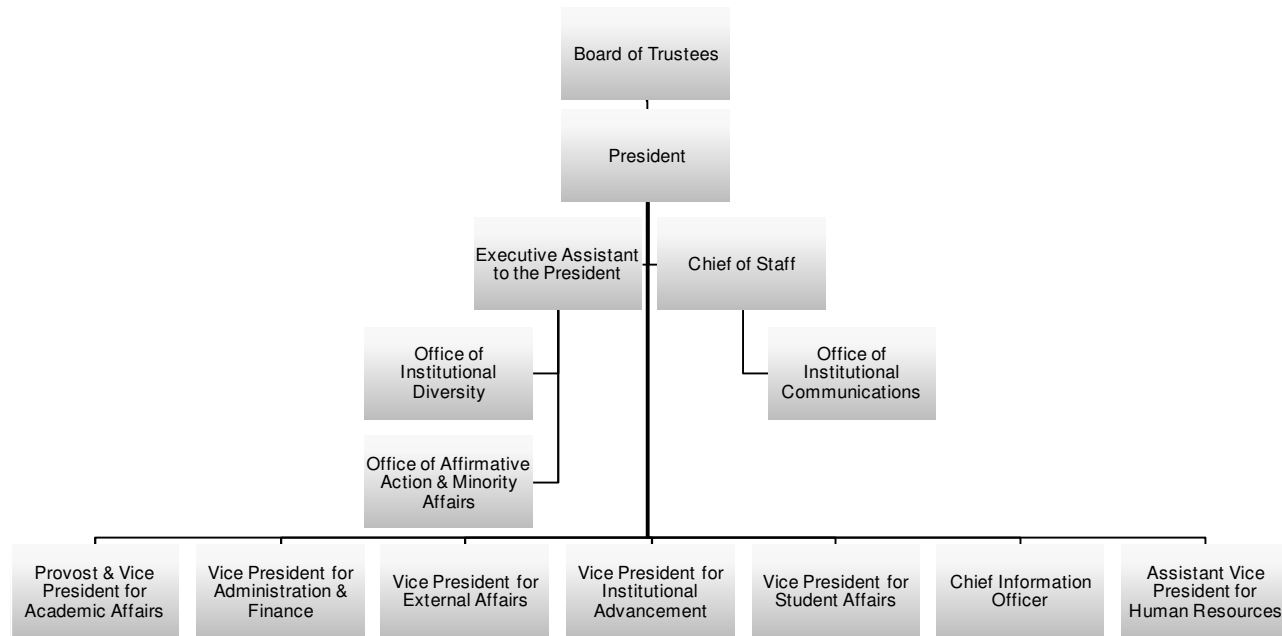 Board of Trustees
President
Executive Assistant
to the President
Chief of Staff
Office of
Institutional
Diversity
Office of
Institutional
Communications
Office of Affirmative
Action & Minority
Affairs
Provost & Vice
President for
Academic Affairs
Vice President for
Administration &
Finance
Vice President for
External Affairs
Vice President for
Institutional
Advancement
Vice President for
Student Affairs
Chief Information
Officer
Assistant Vice
President for
Human Resources